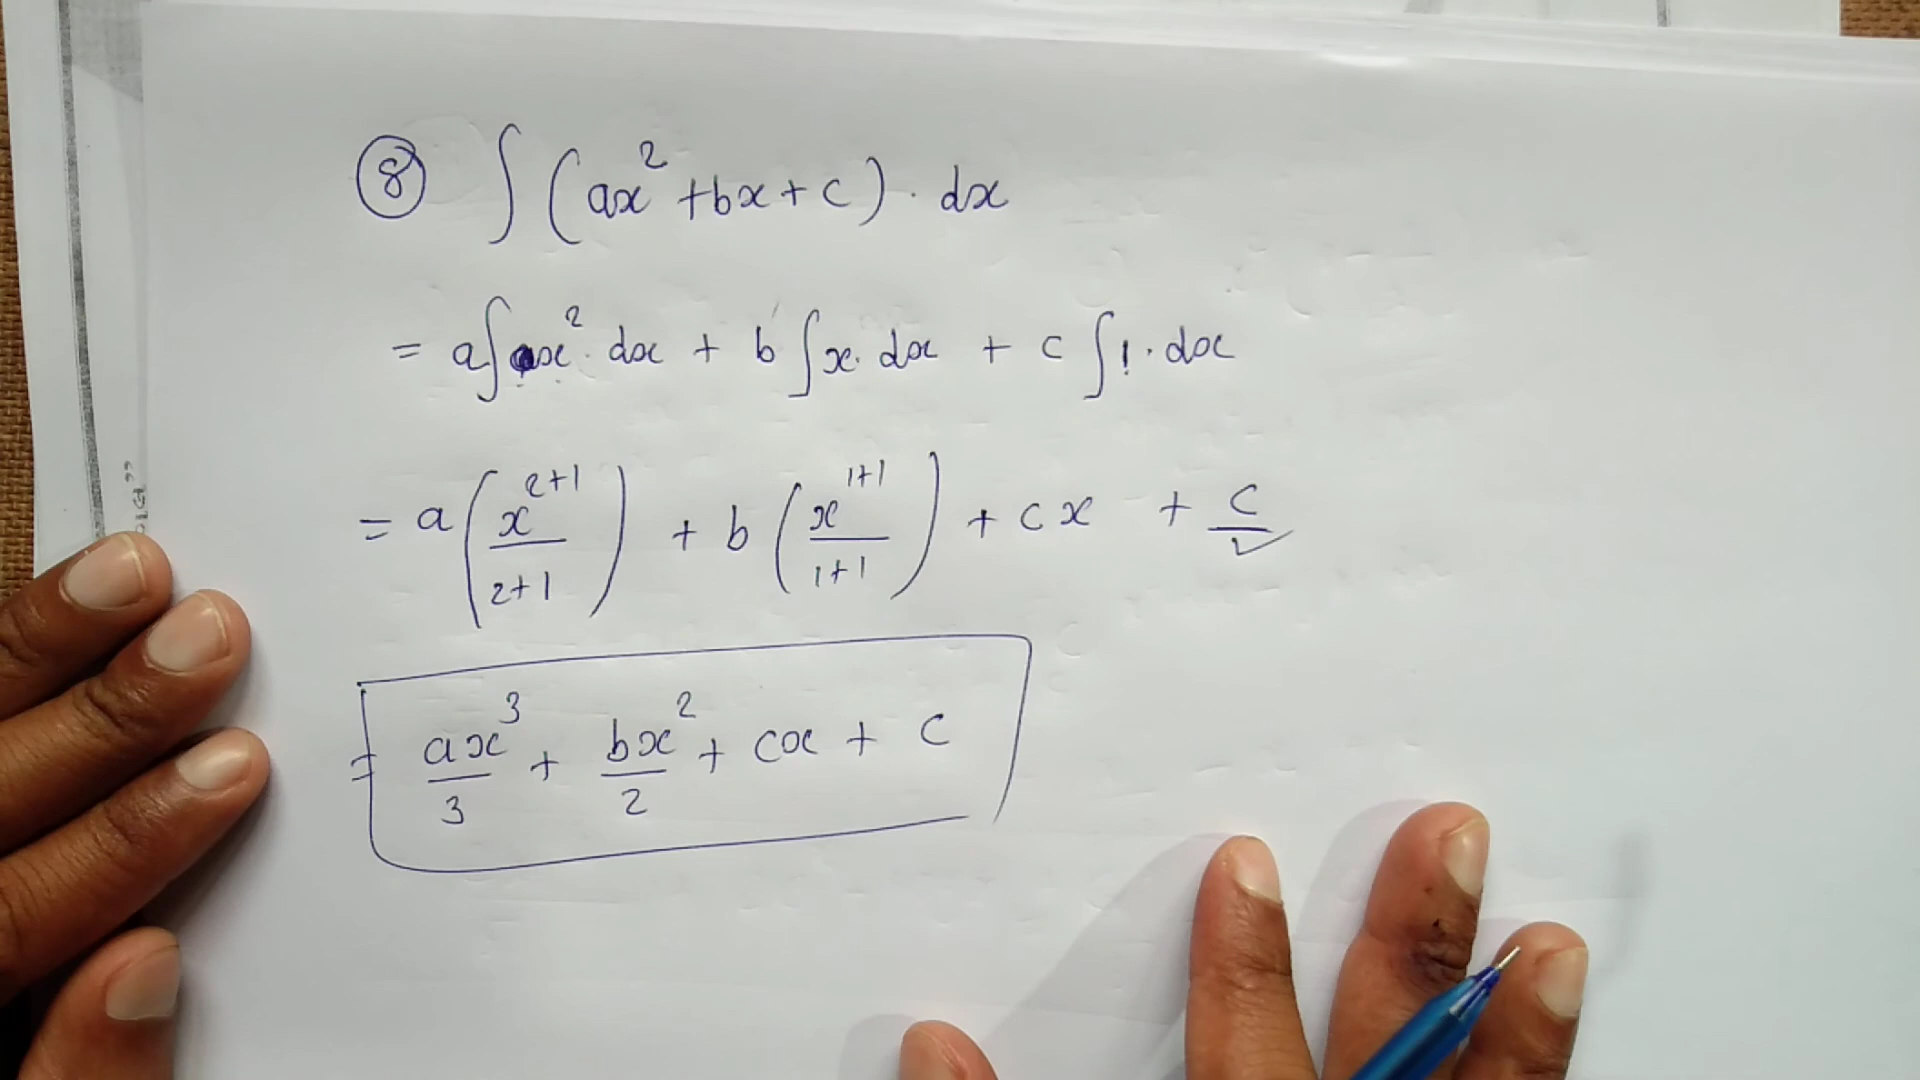 ⑧ ∫ (ax² + bx + c) · dx
= a∫ x² · dx + b ∫ x · dx + c ∫ 1 · dx
= a (x^(2+1) / (2+1)) + b (x^(1+1) / (1+1)) + cx + c
= ax³/3 + bx²/2 + cx + c